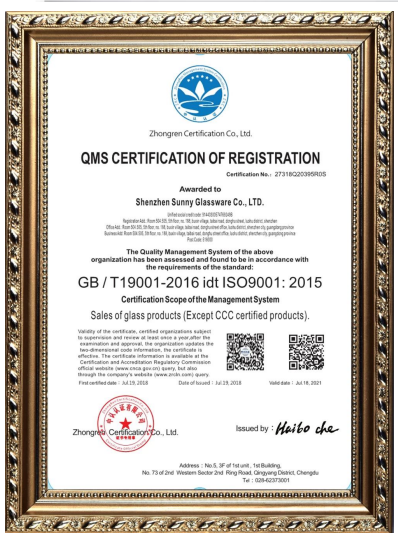 Zhongren Certification Co., Ltd.
QMS CERTIFICATION OF REGISTRATION
Certification No.: 27318Q20395R0S
Awarded to
Shenzhen Sunny Glassware Co., LTD.
The Quality Management System of the above
organization has been assessed and found to be in accordance with
the requirements of the standard:
GB / T19001-2016 idt ISO9001: 2015
Certification Scope of the Management System
Sales of glass products (Except CCC certified products).
Validity of the certificate, certified organizations subject
to supervision and review at least once a year,after the
examination and approval, the organization updates the
two-dimensional code information, the certificate is
effective. The certificate information is available at the
Certification and Accreditation Regulatory Commission
official website (www.cnca.gov.cn) query, but also
through the company's website (www.zrcln.com) query.
First certified date : Jul.19, 2018 Date of Issued : Jul.19, 2018 Valid date : Jul.18, 2021
Zhongren Certification Co., Ltd.
Issued by : Haibo che
Address : No.5, 3F of 1st unit , 1st Building,
No. 73 of 2nd Western Sector 2nd Ring Road, Qingyang District, Chengdu
Tel : 028-62373001